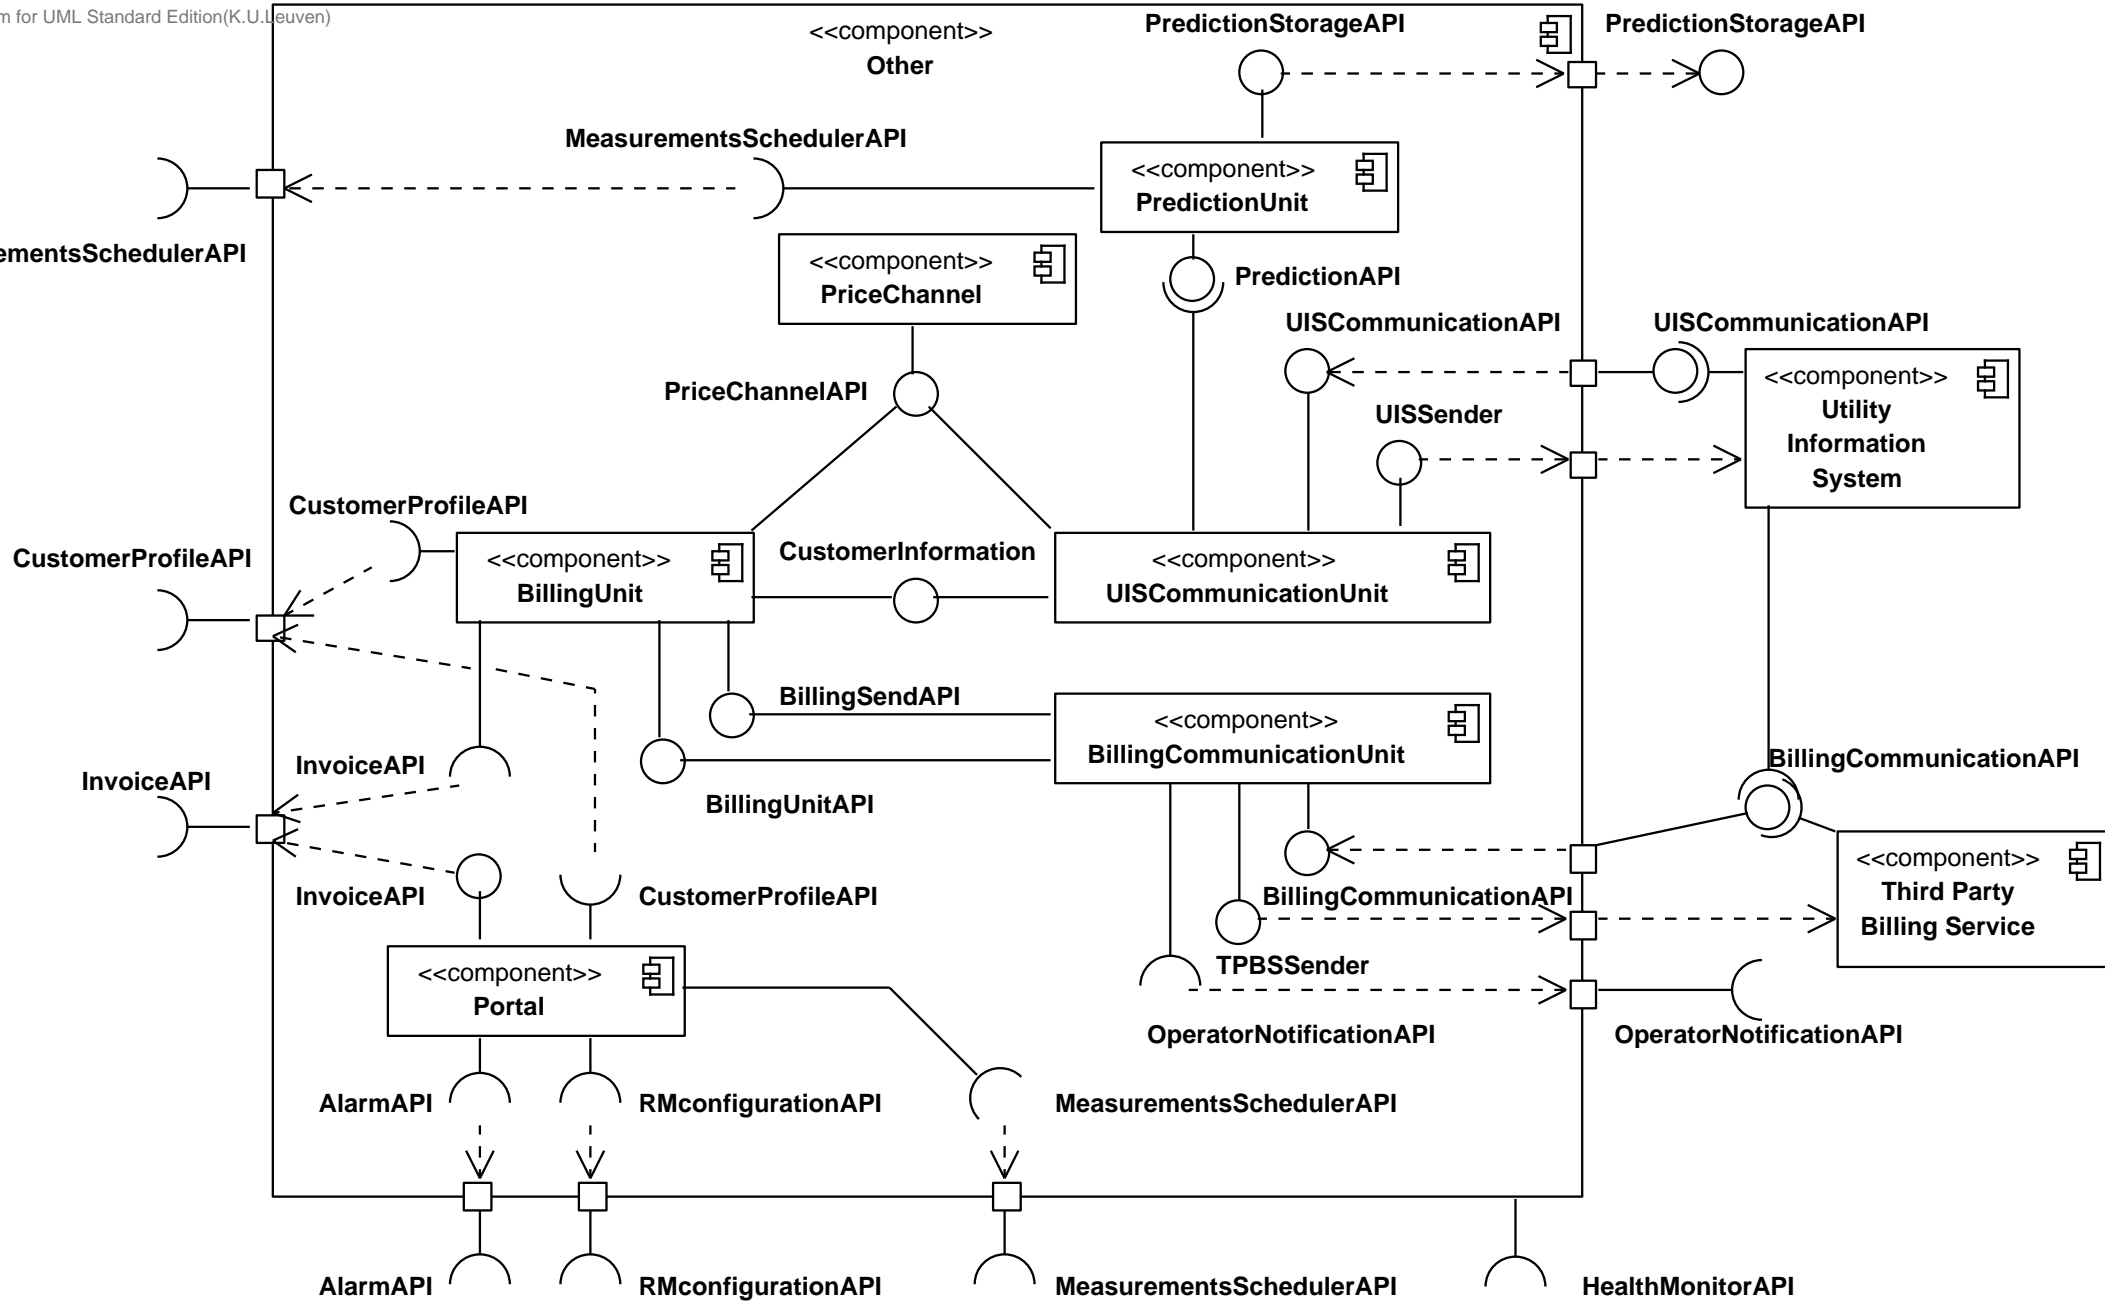 m for UML Standard Edition(K.U.Leuven)
<<component>>
Other
PredictionStorageAPI
PredictionStorageAPI
MeasurementsSchedulerAPI
<<component>>
PredictionUnit
ementsSchedulerAPI
<<component>>
PriceChannel
PredictionAPI
UISCommunicationAPI
UISCommunicationAPI
<<component>>
Utility
Information
System
PriceChannelAPI
UISSender
CustomerProfileAPI
CustomerProfileAPI
<<component>>
BillingUnit
CustomerInformation
<<component>>
UISCommunicationUnit
BillingSendAPI
<<component>>
BillingCommunicationUnit
InvoiceAPI
InvoiceAPI
BillingUnitAPI
BillingCommunicationAPI
InvoiceAPI
CustomerProfileAPI
BillingCommunicationAPI
<<component>>
Third Party
Billing Service
<<component>>
Portal
TPBSSender
OperatorNotificationAPI
OperatorNotificationAPI
AlarmAPI
RMconfigurationAPI
MeasurementsSchedulerAPI
AlarmAPI
RMconfigurationAPI
MeasurementsSchedulerAPI
HealthMonitorAPI